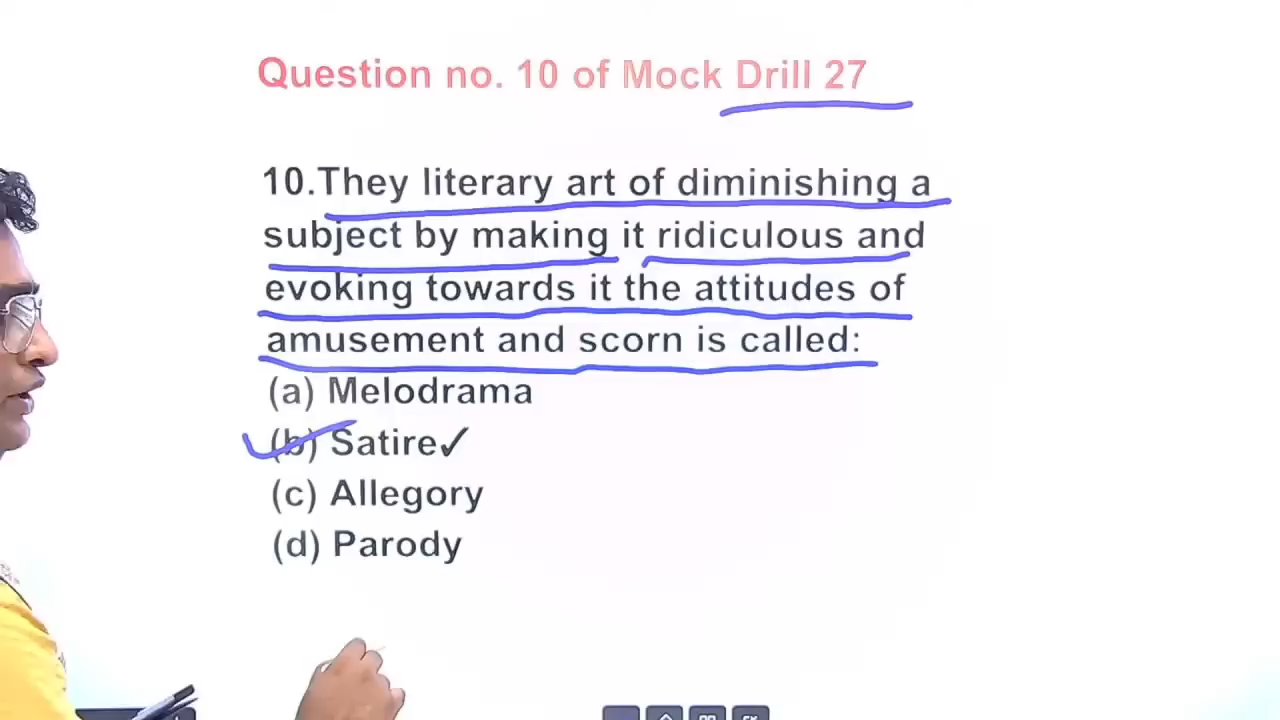 Question no. 10 of Mock Drill 27
10.They literary art of diminishing a
subject by making it ridiculous and
evoking towards it the attitudes of
amusement and scorn is called:
(a) Melodrama
(b) Satire✓
(c) Allegory
(d) Parody